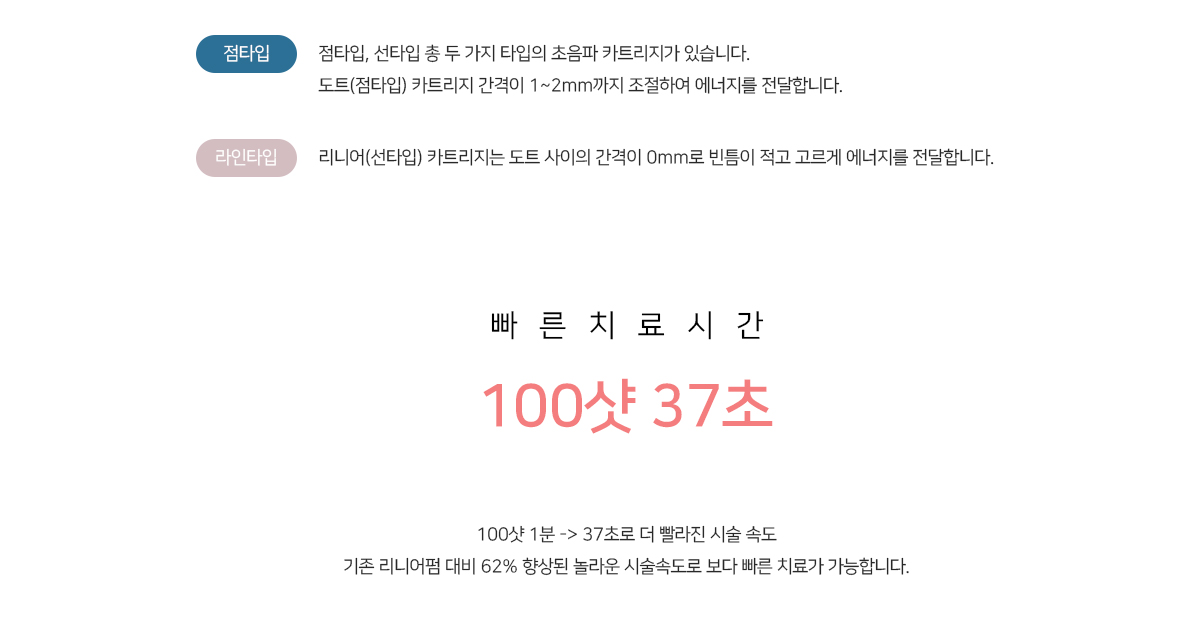 점타입
점타입, 선타입 총 두 가지 타입의 초음파 카트리지가 있습니다.
도트(점타입) 카트리지 간격이 1~2mm까지 조절하여 에너지를 전달합니다.
라인타입
리니어(선타입) 카트리지는 도트 사이의 간격이 0mm로 빈틈이 적고 고르게 에너지를 전달합니다.
빠른치료시간
100샷 37초
100샷 1분 -> 37초로 더 빨라진 시술 속도
기존 리니어펌 대비 62% 향상된 놀라운 시술속도로 보다 빠른 치료가 가능합니다.